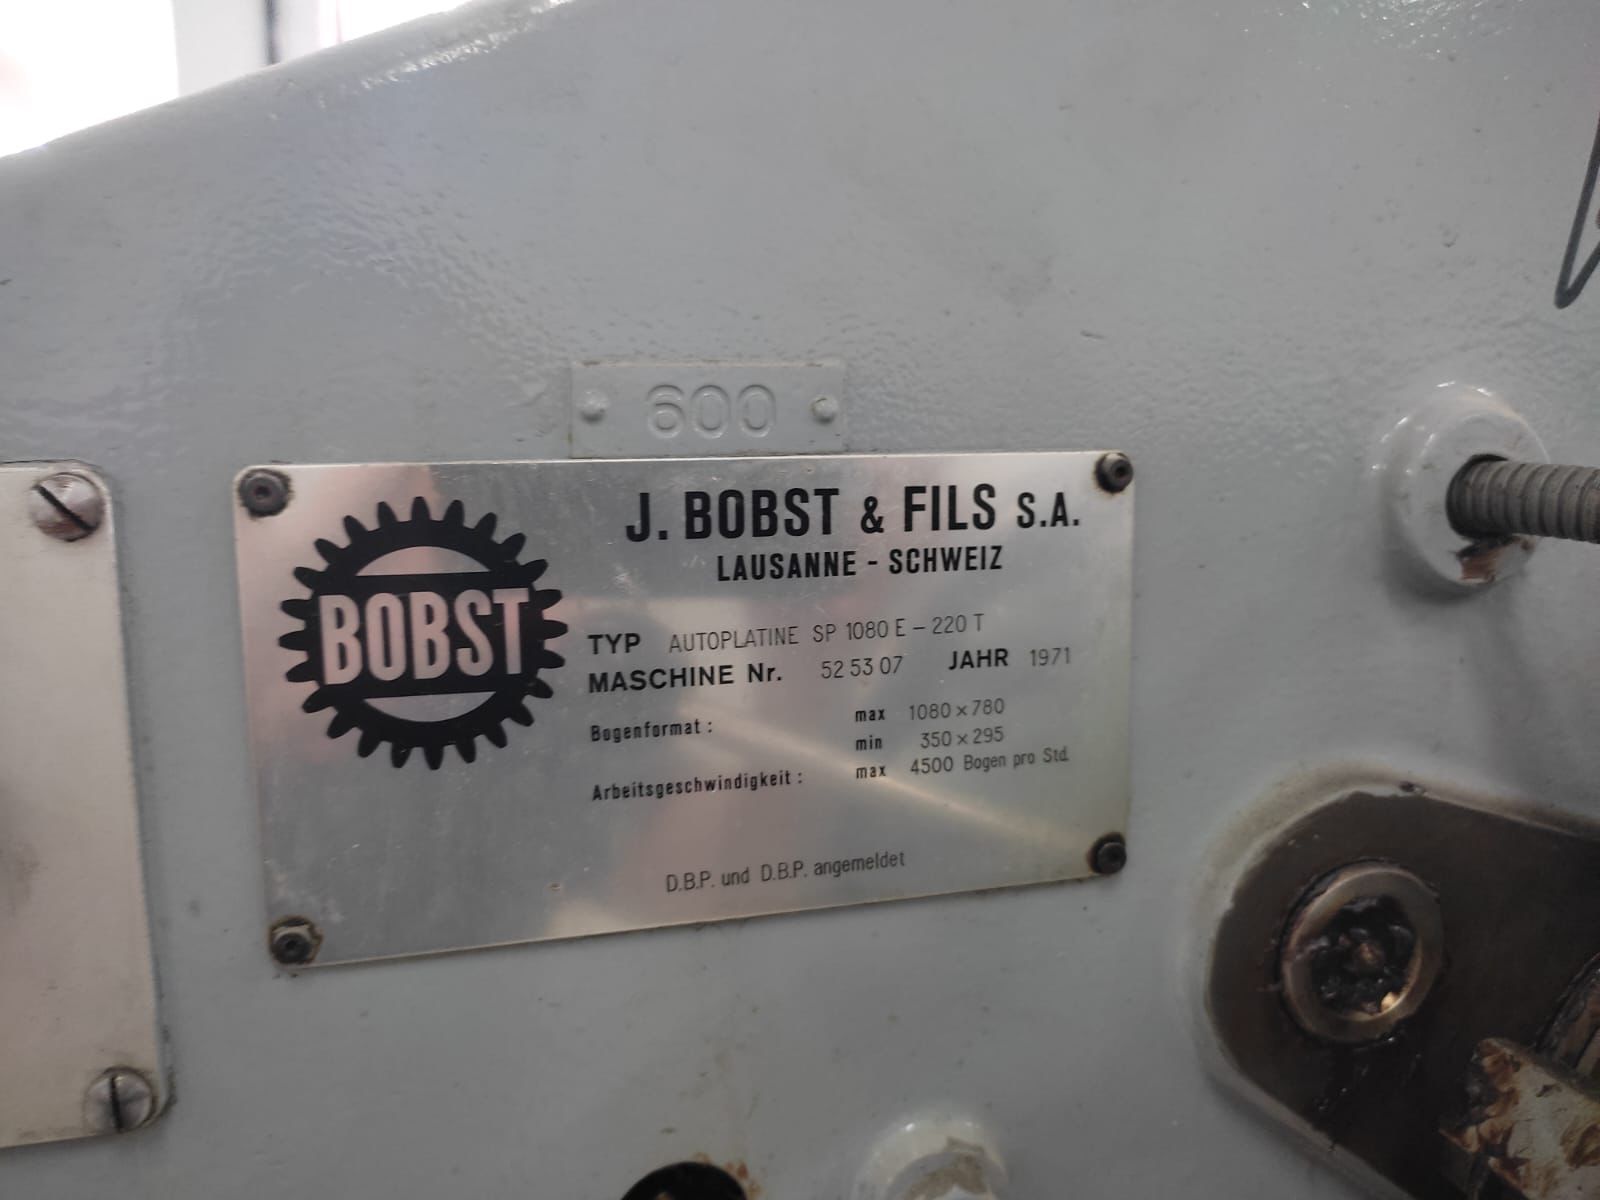 600
BOBST
J. BOBST & FILS S.A.
LAUSANNE - SCHWEIZ
TYP AUTOPLATINE SP 1080 E - 220 T
MASCHINE Nr. 52 53 07 JAHR 1971
Bogenformat : max 1080 x 780
min 350 x 295
Arbeitsgeschwindigkeit : max 4500 Bogen pro Std.
D.B.P. und D.B.P. angemeldet